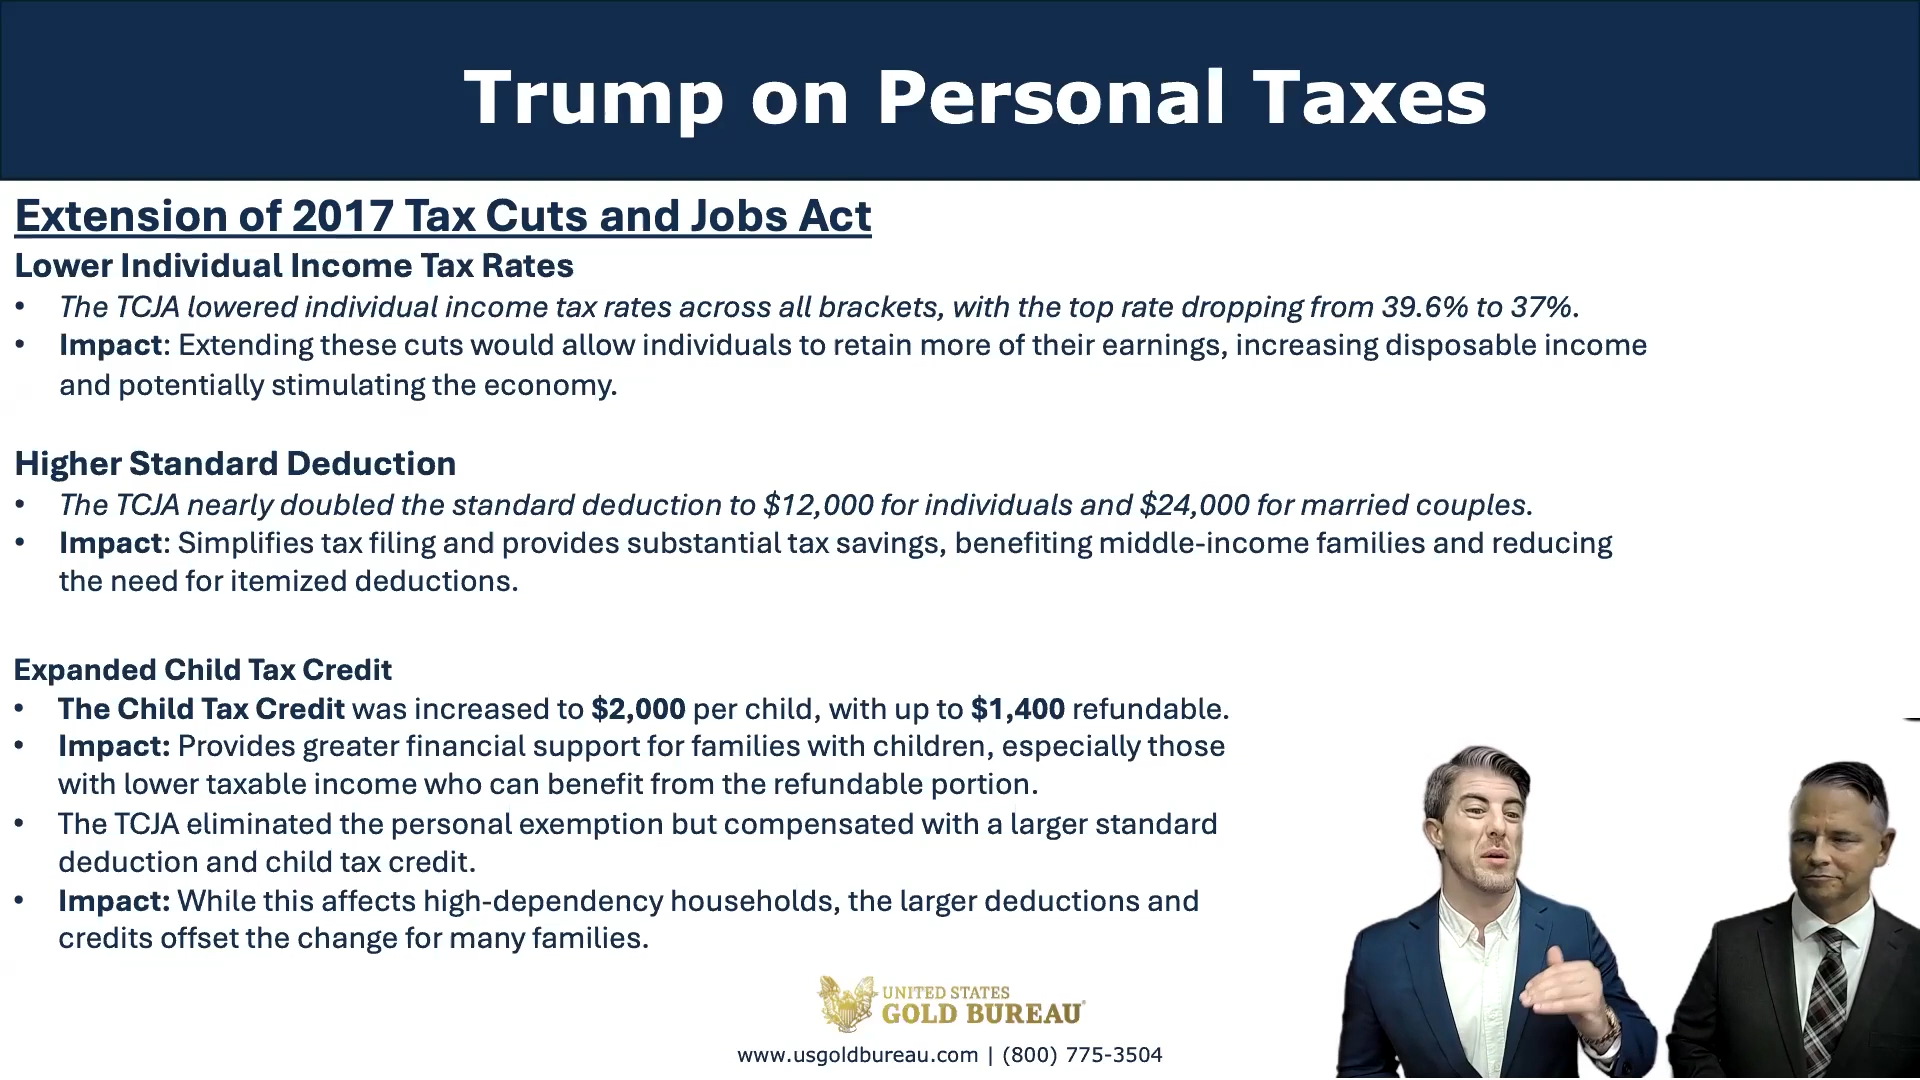 Trump on Personal Taxes
Extension of 2017 Tax Cuts and Jobs Act
Lower Individual Income Tax Rates
• The TCJA lowered individual income tax rates across all brackets, with the top rate dropping from 39.6% to 37%.
• Impact: Extending these cuts would allow individuals to retain more of their earnings, increasing disposable income
and potentially stimulating the economy.
Higher Standard Deduction
• The TCJA nearly doubled the standard deduction to $12,000 for individuals and $24,000 for married couples.
• Impact: Simplifies tax filing and provides substantial tax savings, benefiting middle-income families and reducing
the need for itemized deductions.
Expanded Child Tax Credit
• The Child Tax Credit was increased to $2,000 per child, with up to $1,400 refundable.
• Impact: Provides greater financial support for families with children, especially those
with lower taxable income who can benefit from the refundable portion.
• The TCJA eliminated the personal exemption but compensated with a larger standard
deduction and child tax credit.
• Impact: While this affects high-dependency households, the larger deductions and
credits offset the change for many families.
UNITED STATES
GOLD BUREAU
www.usgoldbureau.com | (800) 775-3504